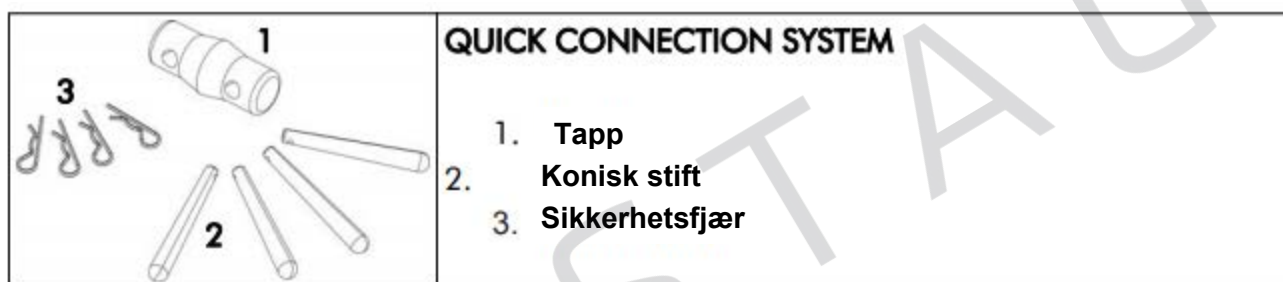 1
3
2
QUICK CONNECTION SYSTEM
1. Tapp
2. Konisk stift
3. Sikkerhetsfjær
S T A U